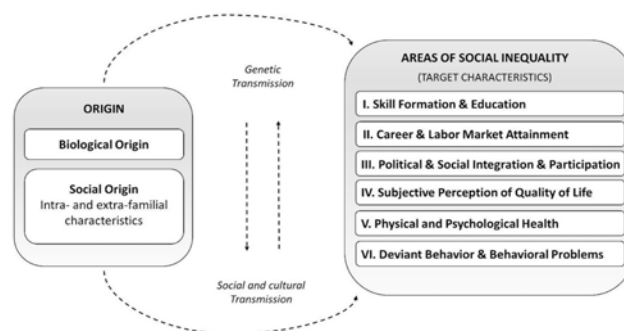 Genetic
Transmission
ORIGIN
Biological Origin
Social Origin
Intra- and extra-familial
characteristics
Social and cultural
Transmission
AREAS OF SOCIAL INEQUALITY
(TARGET CHARACTERISTICS)
I. Skill Formation & Education
II. Career & Labor Market Attainment
III. Political & Social Integration & Participation
IV. Subjective Perception of Quality of Life
V. Physical and Psychological Health
VI. Deviant Behavior & Behavioral Problems